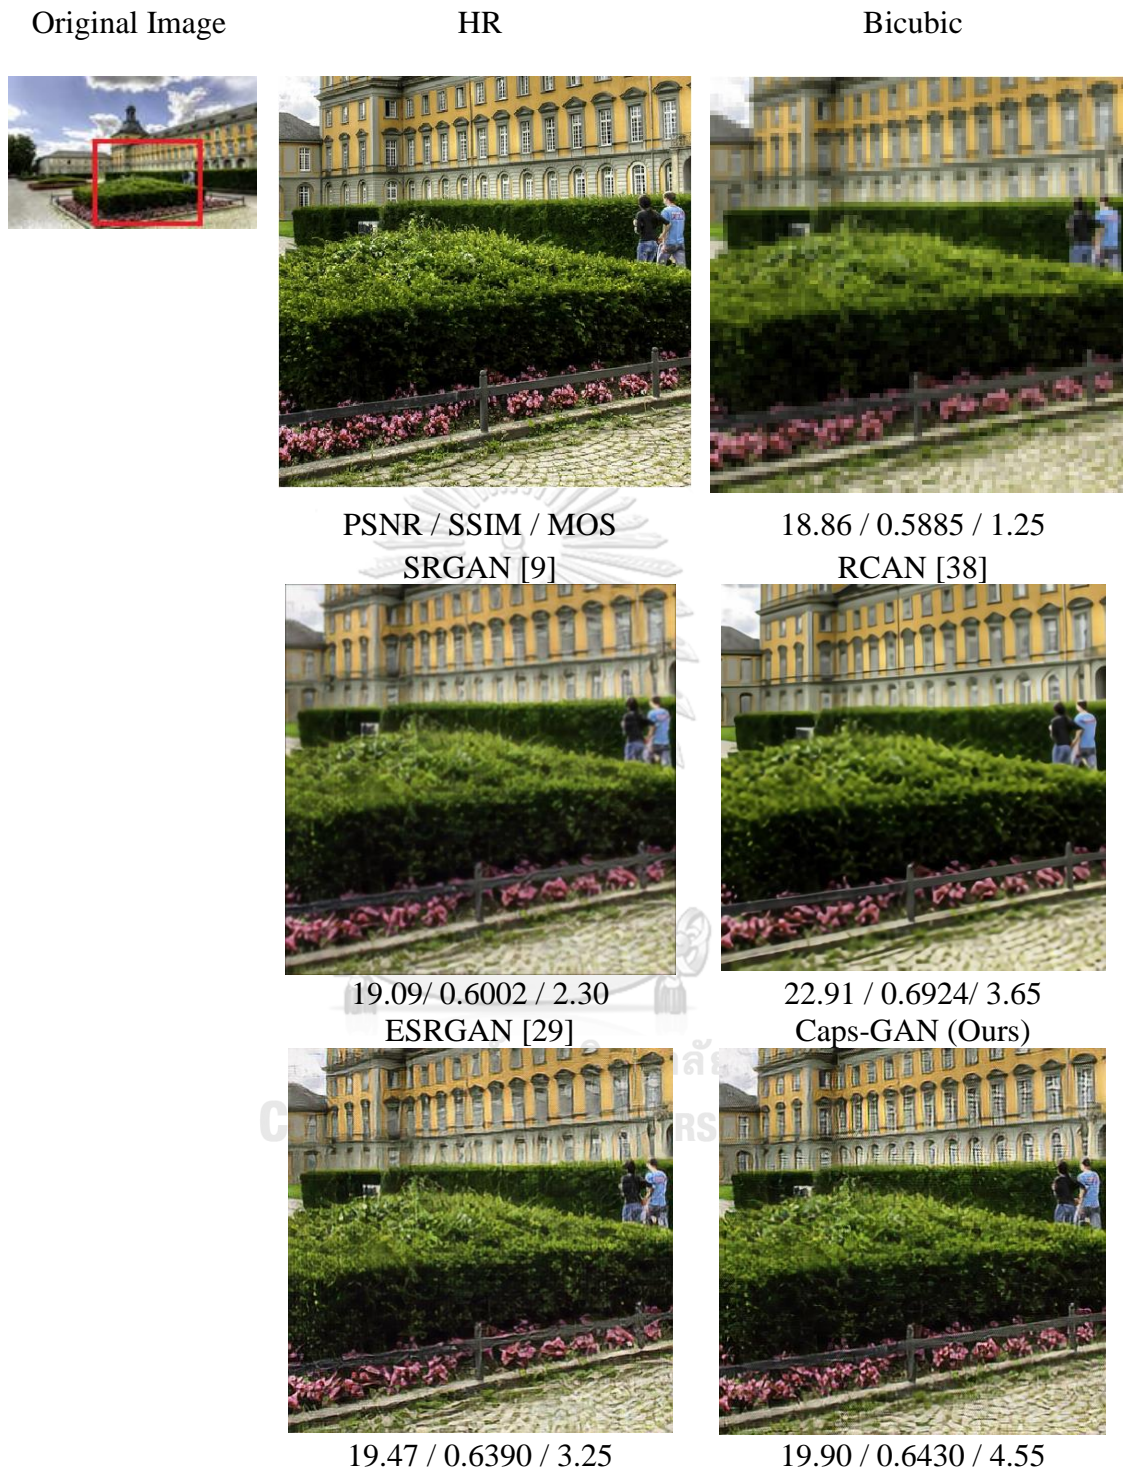 Original Image HR Bicubic
PSNR / SSIM / MOS 18.86 / 0.5885 / 1.25
SRGAN [9] RCAN [38]
19.09/ 0.6002 / 2.30 22.91 / 0.6924/ 3.65
ESRGAN [29] Caps-GAN (Ours)
19.47 / 0.6390 / 3.25 19.90 / 0.6430 / 4.55